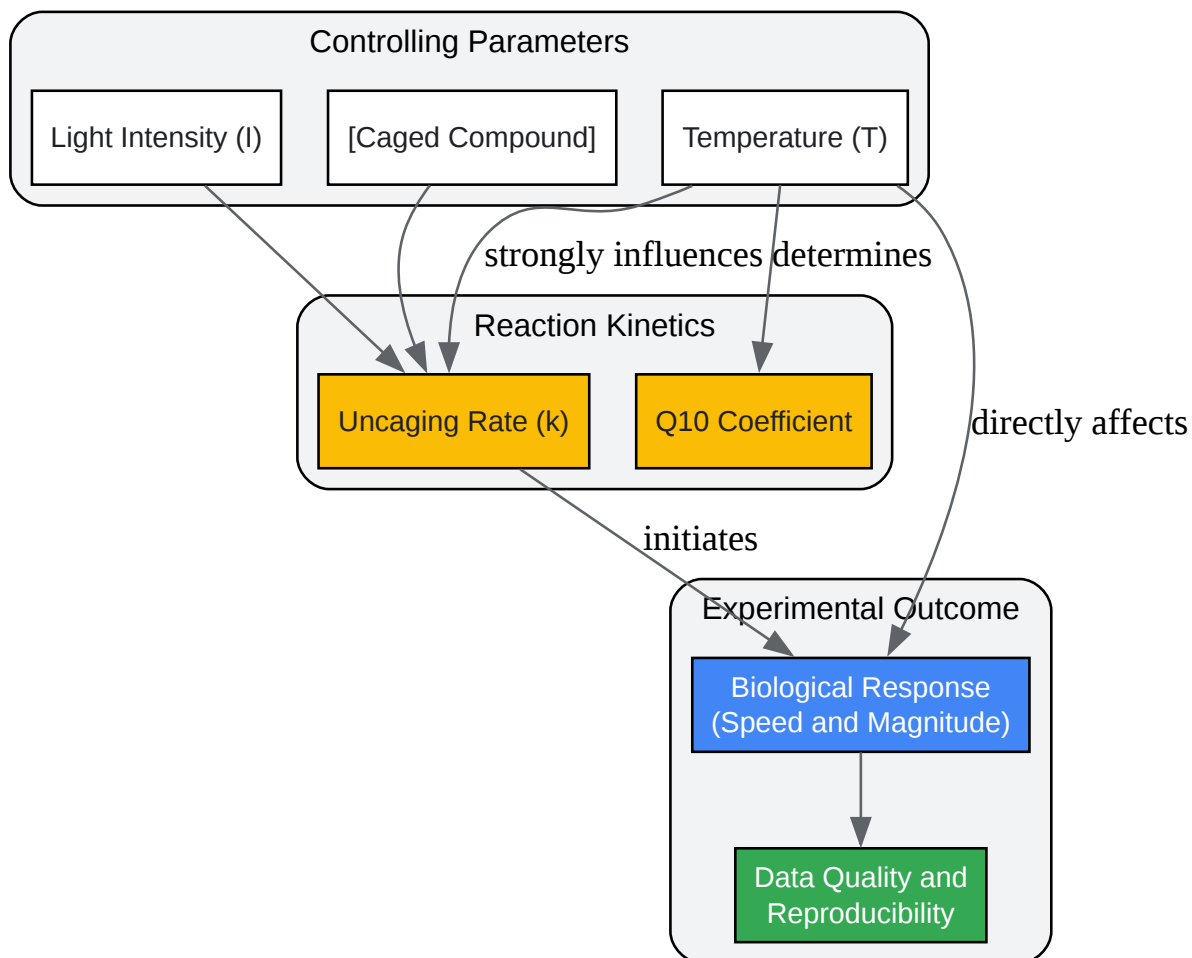 Controlling Parameters
Light Intensity (I)
[Caged Compound]
Temperature (T)
strongly influences
determines
Reaction Kinetics
Uncaging Rate (k)
Q10 Coefficient
directly affects
initiates
Experimental Outcome
Biological Response
(Speed and Magnitude)
Data Quality and
Reproducibility